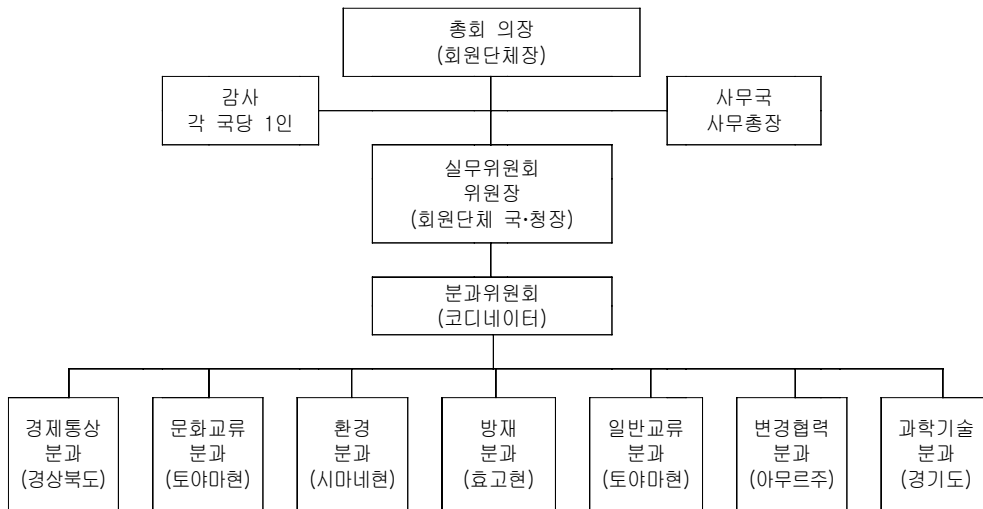 총회 의장
(회원단체장)
감사
각 국당 1인
사무국
사무총장
실무위원회
위원장
(회원단체 국·청장)
분과위원회
(코디네이터)
경제통상
분과
(경상북도)
문화교류
분과
(토야마현)
환경
분과
(시마네현)
방재
분과
(효고현)
일반교류
분과
(토야마현)
변경협력
분과
(아무르주)
과학기술
분과
(경기도)